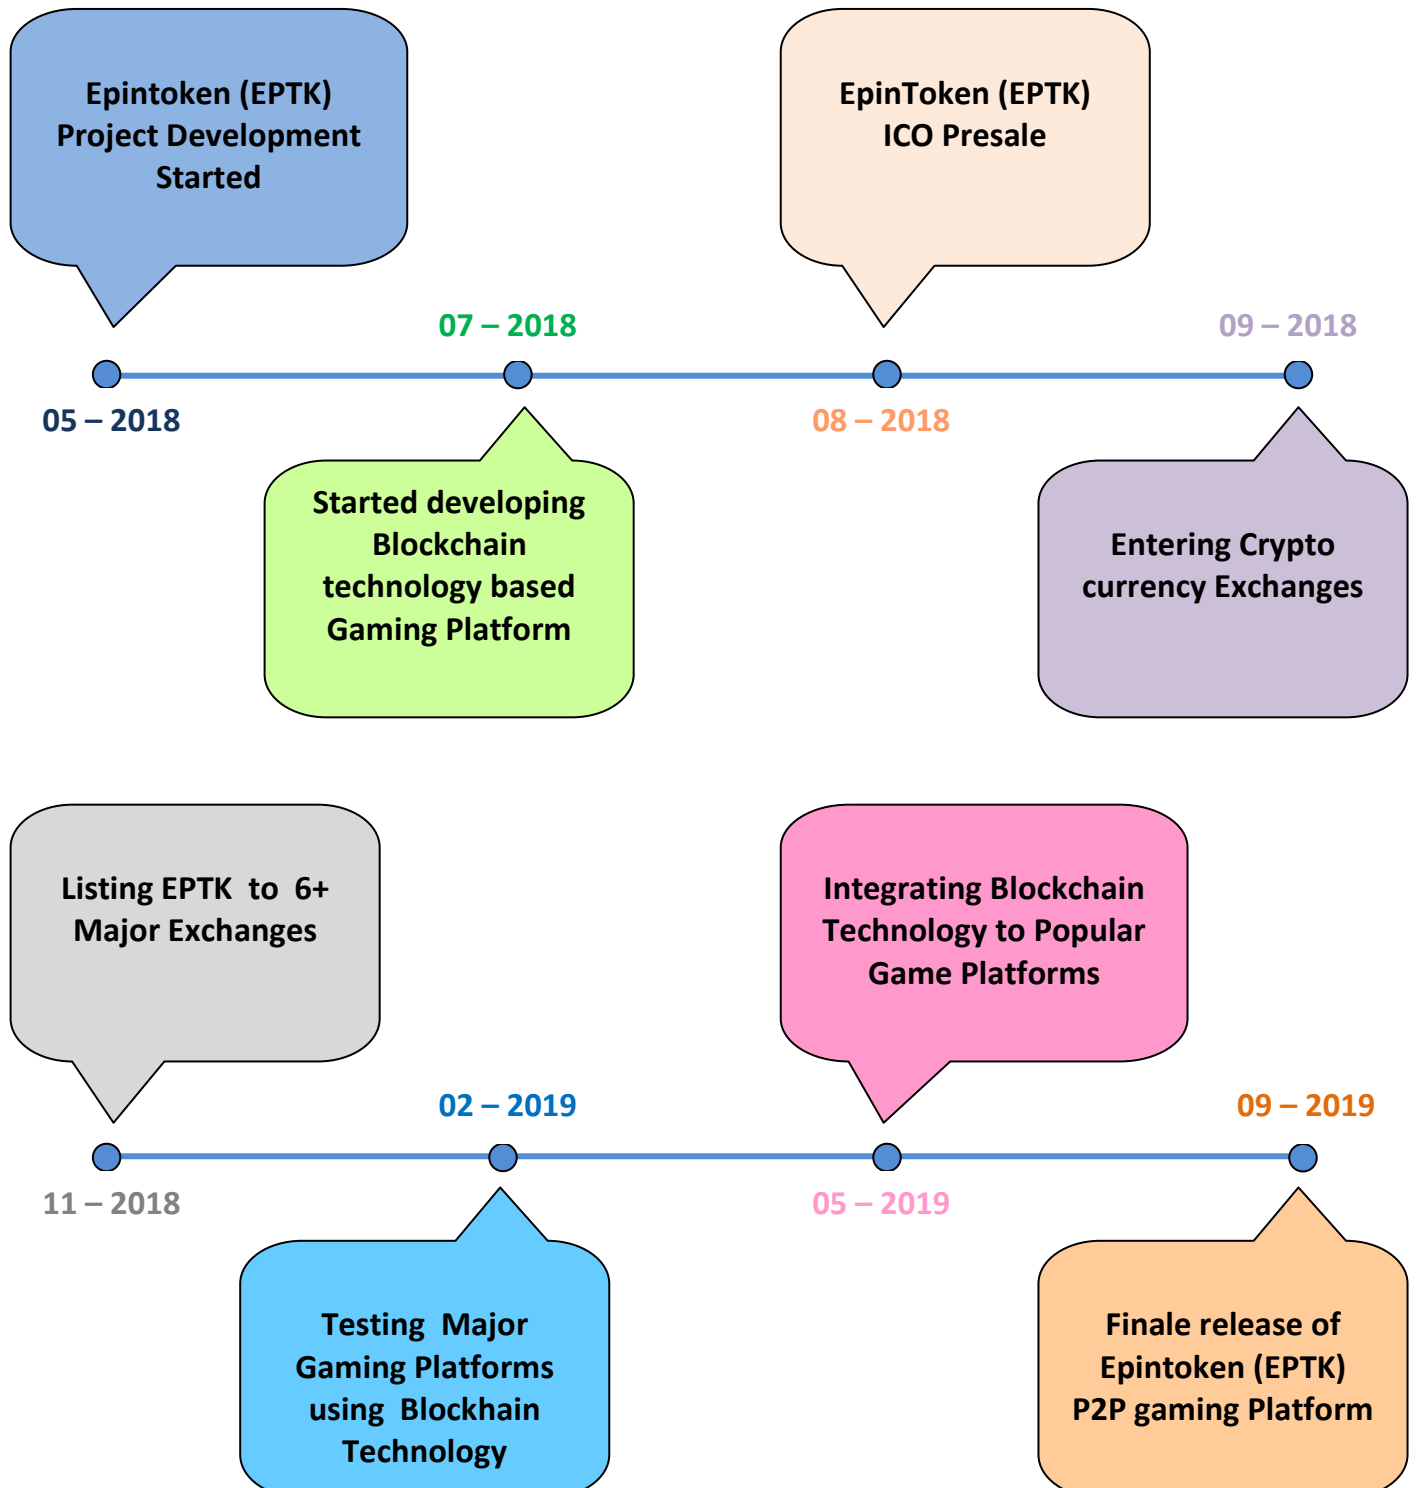 Epintoken (EPTK)
Project Development
Started
EpinToken (EPTK)
ICO Presale
07 – 2018
09 – 2018
05 – 2018
08 – 2018
Started developing
Blockchain
technology based
Gaming Platform
Entering Crypto
currency Exchanges
Listing EPTK  to  6+
Major Exchanges
Integrating Blockchain
Technology to Popular
Game Platforms
02 – 2019
09 – 2019
11 – 2018
05 – 2019
Testing  Major
Gaming Platforms
using  Blockhain
Technology
Finale release of
Epintoken (EPTK)
P2P gaming Platform